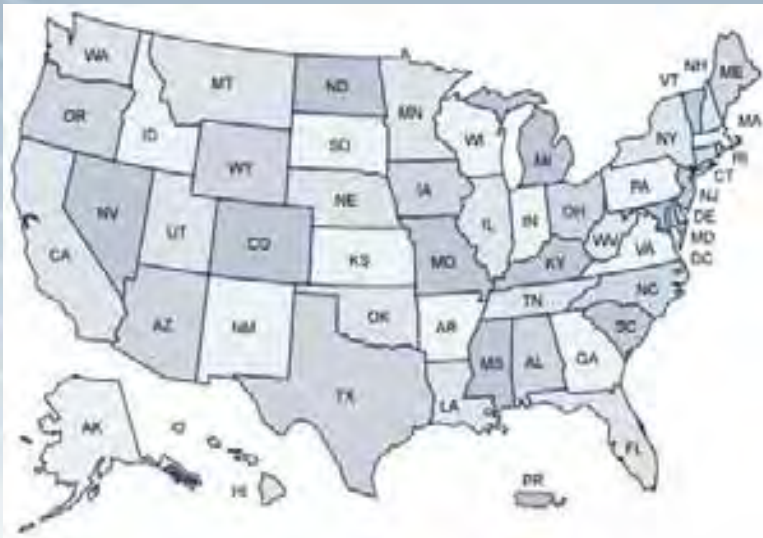 WA
MT
ND
MN
VT
NH
ME
OR
ID
SD
WI
MI
NY
MA
RI
CT
WY
IA
PA
NJ
NE
IL
IN
OH
DE
NV
UT
CO
KS
MO
KY
WV
VA
MD
DC
CA
AZ
NM
OK
AR
TN
NC
SC
MS
AL
GA
TX
LA
FL
AK
HI
PR